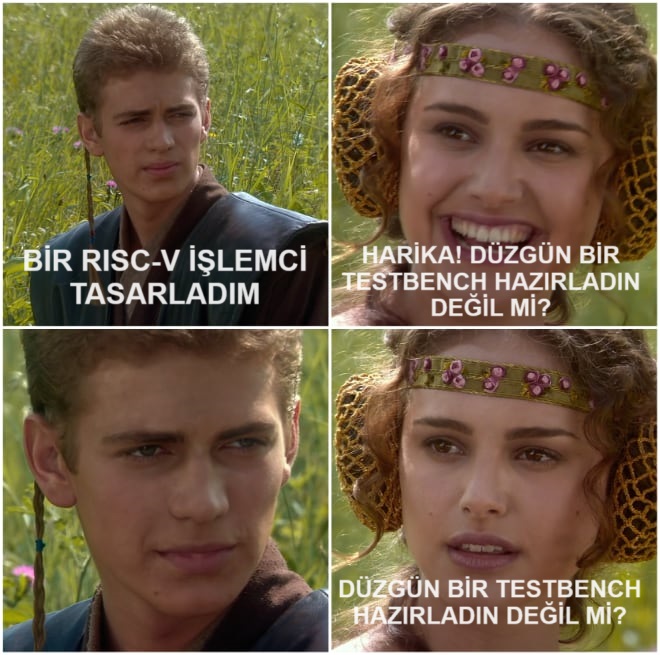 BİR RISC-V İŞLEMCİ
TASARLADIM
HARİKA! DÜZGÜN BİR
TESTBENCH HAZIRLADIN
DEĞİL Mİ?
DÜZGÜN BİR TESTBENCH
HAZIRLADIN DEĞİL Mİ?